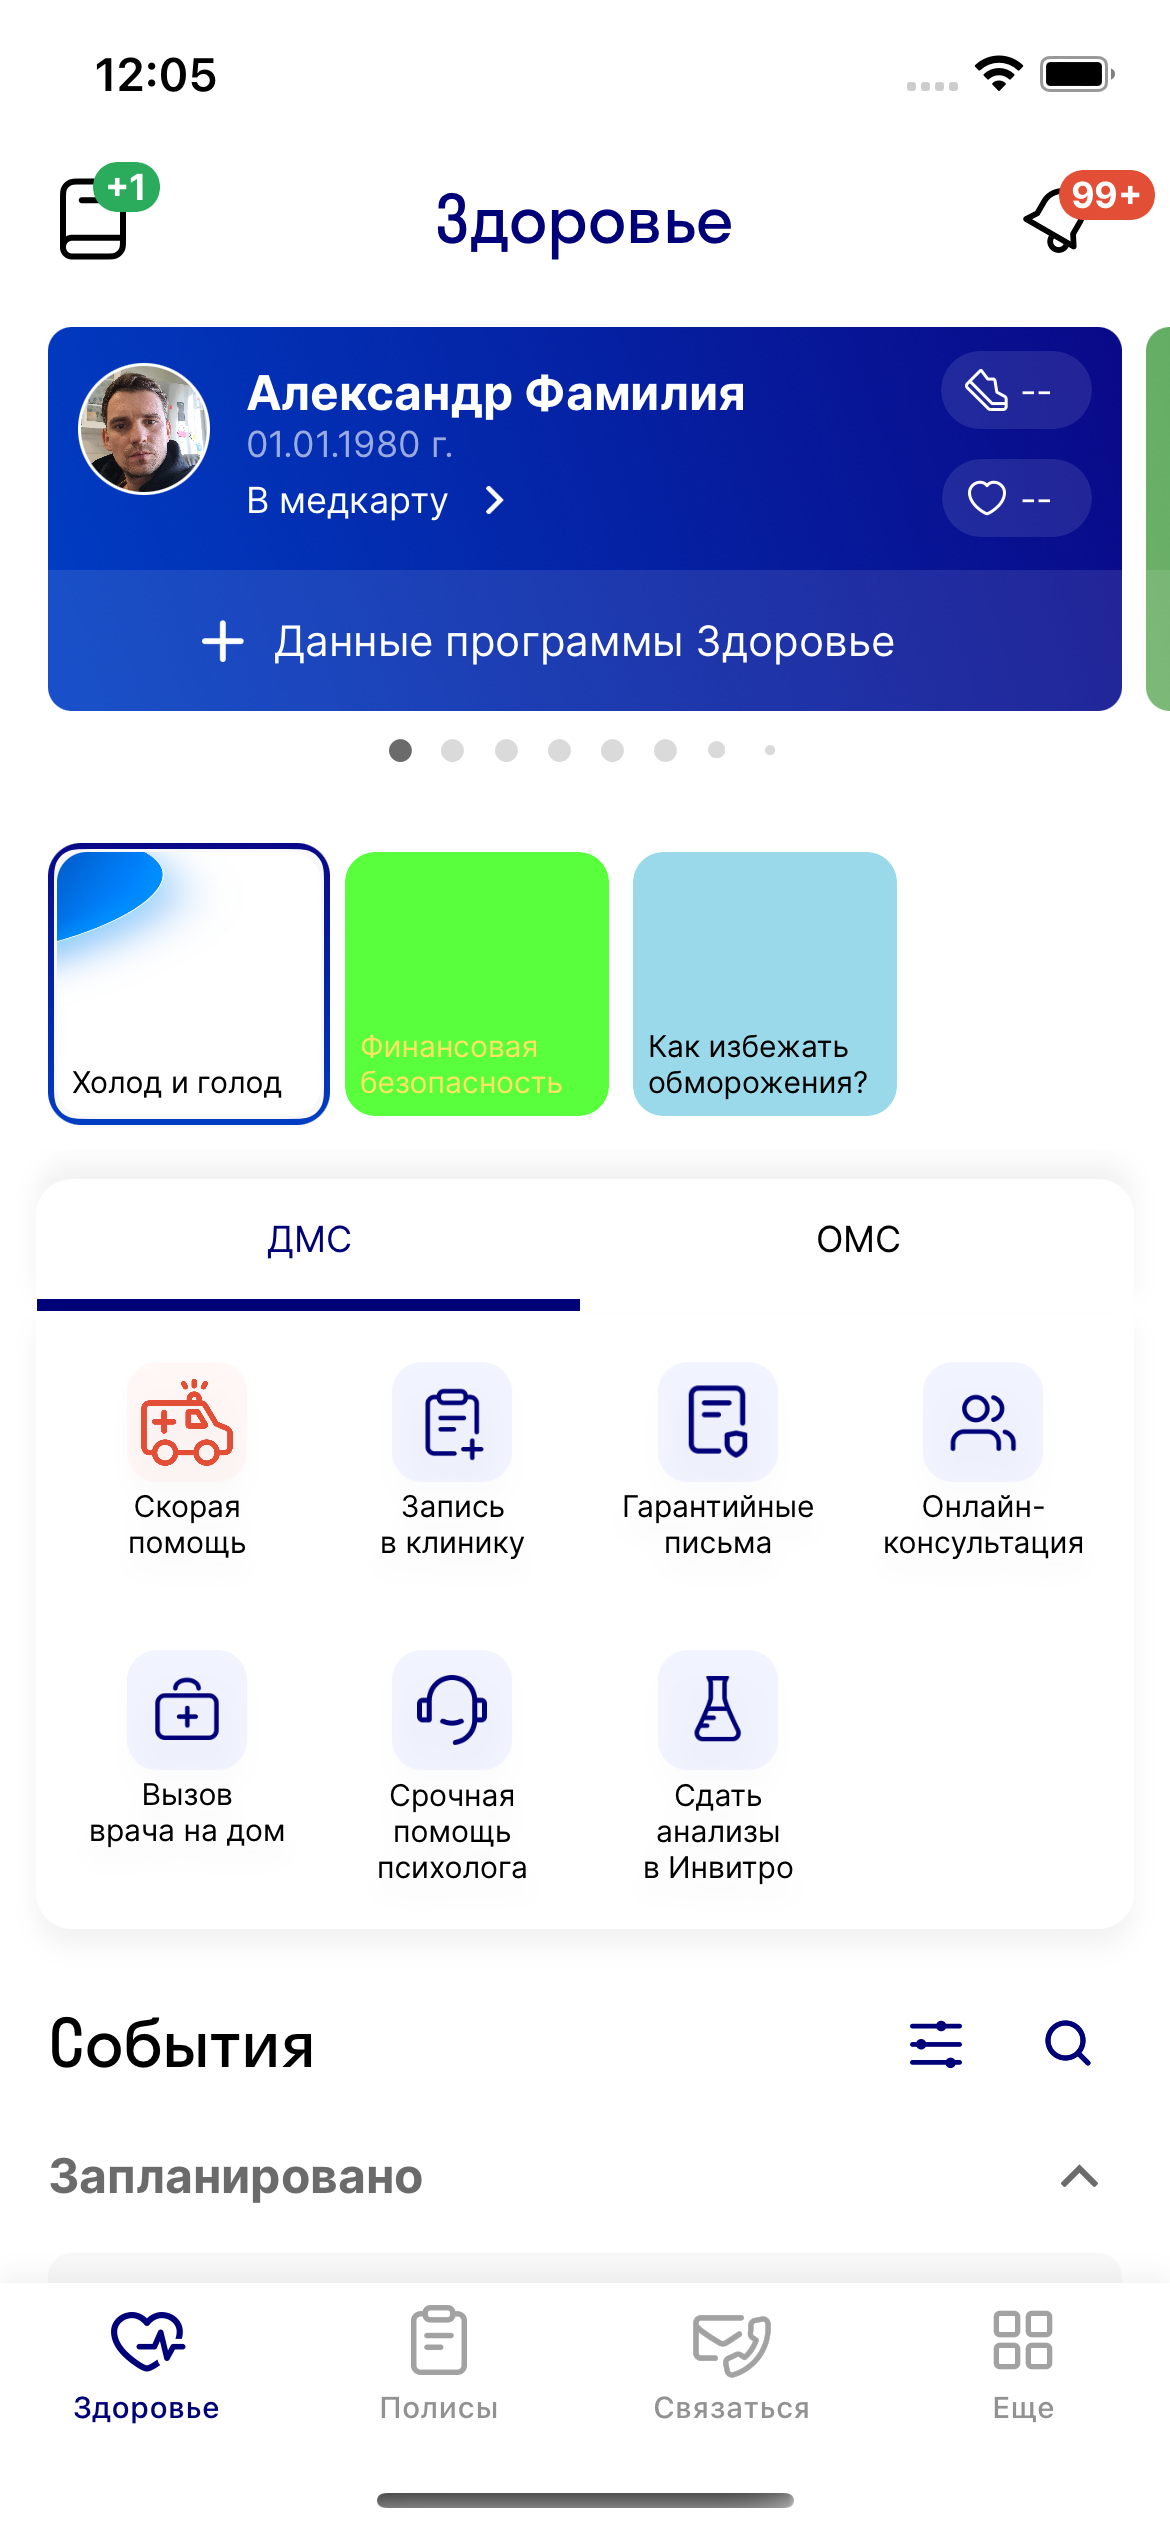 12:05
+1
Здоровье
99+
Александр Фамилия
01.01.1980 г.
В медкарту
--
--
Данные программы Здоровье
Холод и голод
Финансовая
безопасность
Как избежать
обморожения?
ДМС
ОМС
Скорая
помощь
Запись
в клинику
Гарантийные
письма
Онлайн-
консультация
Вызов
врача на дом
Срочная
помощь
психолога
Сдать
анализы
в Инвитро
События
Запланировано
Здоровье
Полисы
Связаться
Еще